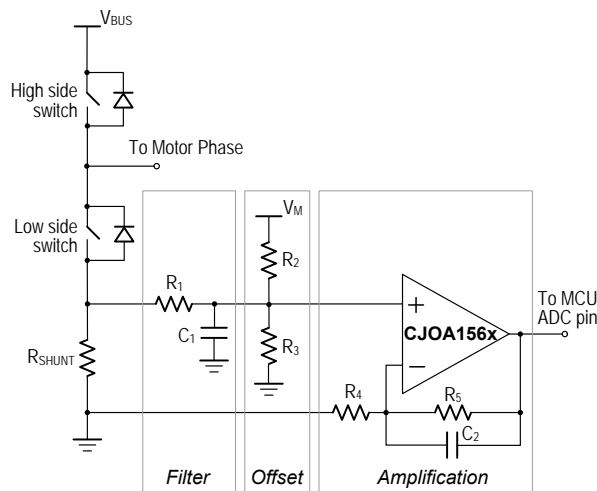 VBUS
High side
switch
To Motor Phase
Low side
switch
VM
R2
R1
C1
R3
RSHUNT
+
CJOA156x
−
To MCU
ADC pin
R4
R5
C2
Filter
Offset
Amplification